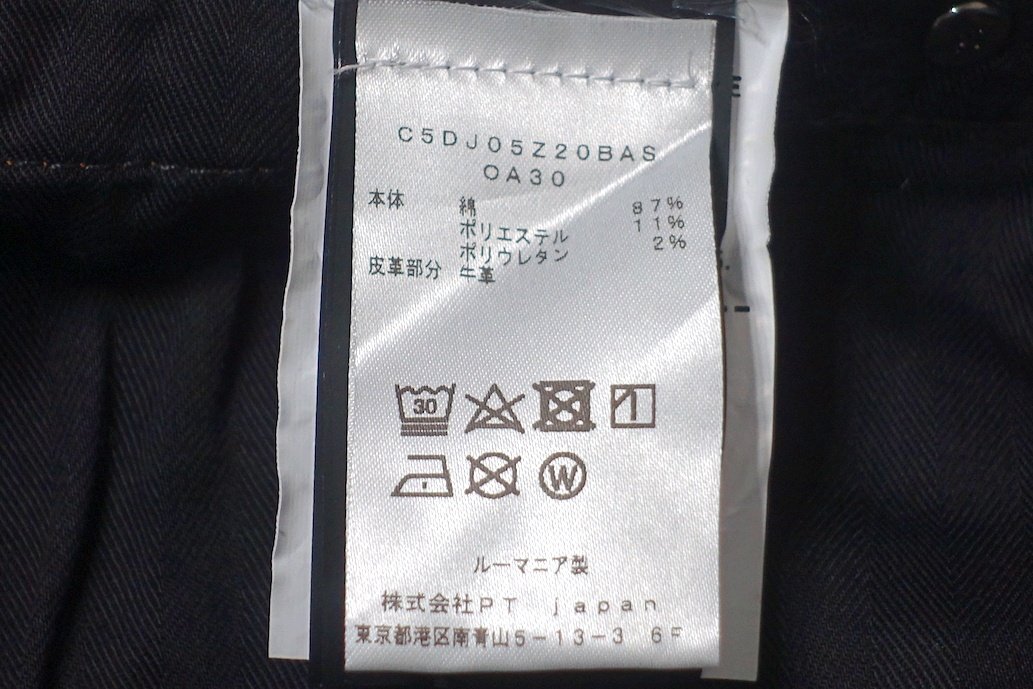 C5DJ05Z20BAS
OA30
本体 綿 87%
ポリエステル 11%
ポリウレタン 2%
皮革部分 牛革
30
W
ルーマニア製
株式会社PT japan
東京都港区南青山5-13-3 6F